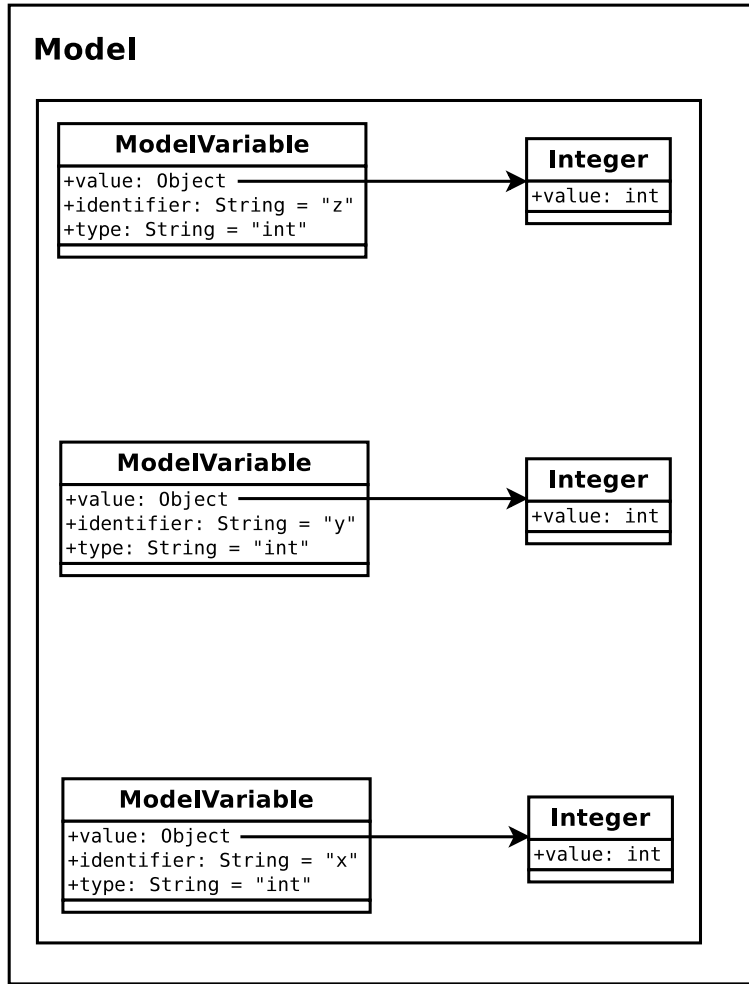 Model
ModelVariable
+value: Object
+identifier: String = "z"
+type: String = "int"
Integer
+value: int
ModelVariable
+value: Object
+identifier: String = "y"
+type: String = "int"
Integer
+value: int
ModelVariable
+value: Object
+identifier: String = "x"
+type: String = "int"
Integer
+value: int